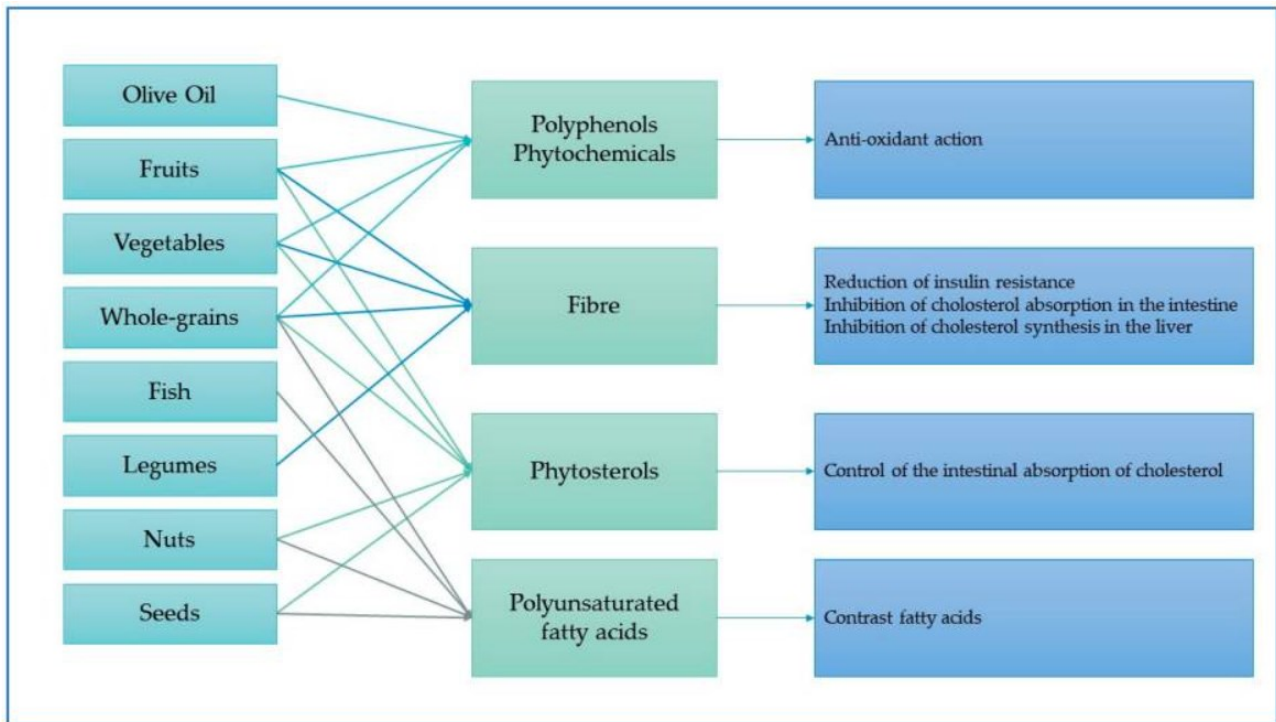 Olive Oil
Fruits
Vegetables
Whole-grains
Fish
Legumes
Nuts
Seeds
Polyphenols
Phytochemicals
Fibre
Phytosterols
Polyunsaturated
fatty acids
Anti-oxidant action
Reduction of insulin resistance
Inhibition of cholosterol absorption in the intestine
Inhibition of cholesterol synthesis in the liver
Control of the intestinal absorption of cholesterol
Contrast fatty acids